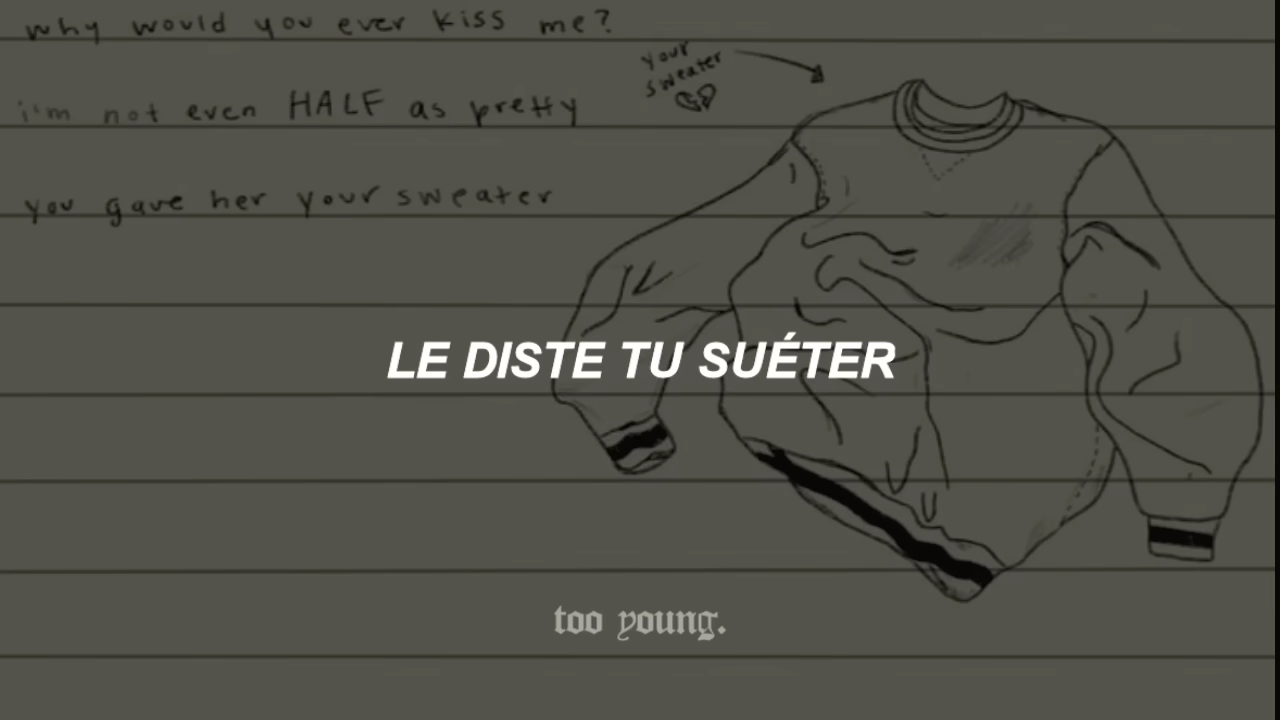 why would you ever kiss me?
your
sweater
i'm not even HALF as pretty
you gave her your sweater
LE DISTE TU SUÉTER
too young.